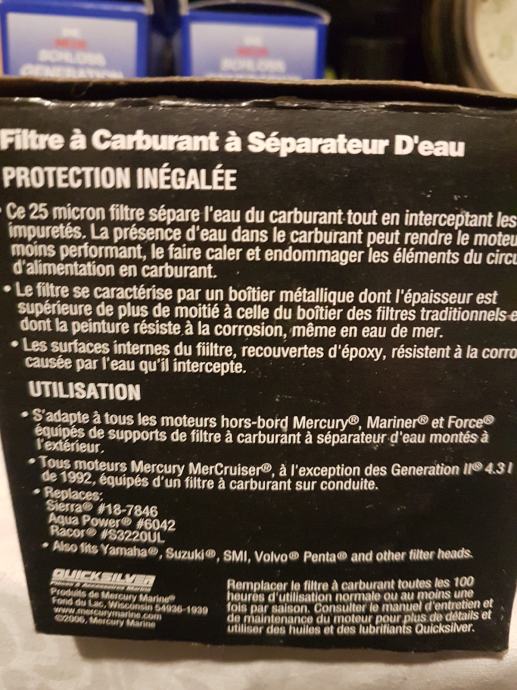 SCHLOSS
GENERATION
Filtre à Carburant à Séparateur D'eau
PROTECTION INÉGALÉE
Ce 25 micron filtre sépare l'eau du carburant tout en interceptant les
impuretés. La présence d'eau dans le carburant peut rendre le moteu
moins performant, le faire caler et endommager les éléments du circu
d'alimentation en carburant.
• Le filtre se caractérise par un boîtier métallique dont l'épaisseur est
supérieure de plus de moitié à celle du boîtier des filtres traditionnels e
dont la peinture résiste à la corrosion, même en eau de mer.
• Les surfaces internes du fiiltre, recouvertes d'époxy, résistent à la corro
causée par l'eau qu'il intercepte.
UTILISATION
• S'adapte à tous les moteurs hors-bord Mercury®, Mariner® et Force®
équipés de supports de filtre à carburant à séparateur d'eau montés à
l'extérieur.
• Tous moteurs Mercury MerCruiser®, à l'exception des Generation II® 4.3 l
de 1992, équipés d'un filtre à carburant sur conduite.
• Replaces:
Sierra® #18-7846
Aqua Power® #6042
Racor® #S3220UL
• Also fits Yamaha®, Suzuki®, SMI, Volvo® Penta® and other filter heads.
QUICKSILVER
Produits de Mercury Marine®
Fond du Lac, Wisconsin 54936-1939
www.mercurymarine.com
©2006, Mercury Marine
Remplacer le filtre à carburant toutes les 100
heures d'utilisation normale ou au moins une
fois par saison. Consulter le manuel d'entretien et
de maintenance du moteur pour plus de détails et
utiliser des huiles et des lubrifiants Quicksilver.